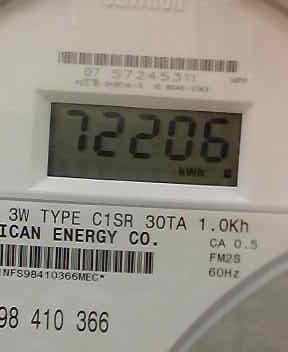 07 57245311
72206
kWh
3W TYPE C1SR 30TA 1.0Kh
ICAN ENERGY CO.
CA 0.5
FM2S
60Hz
NFS98410366MEC*
98 410 366